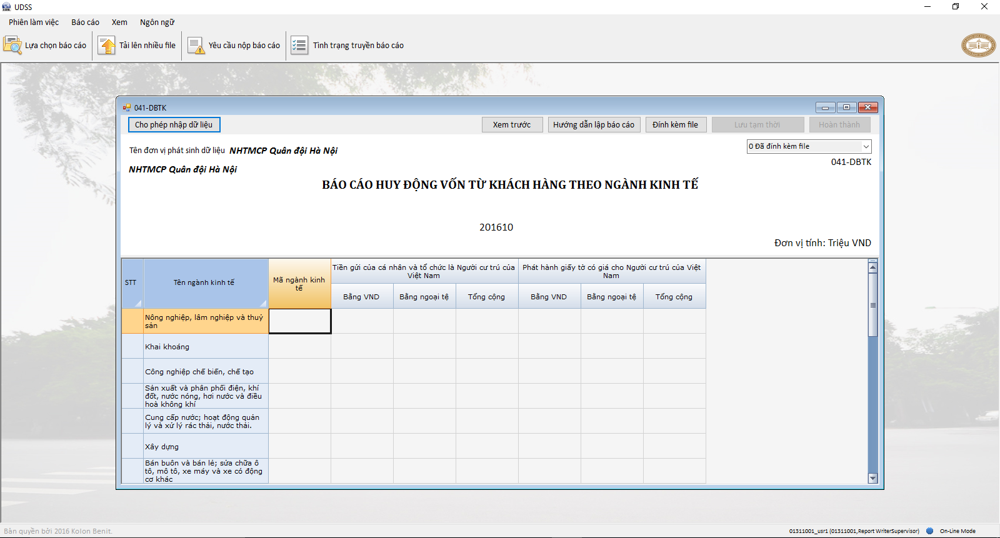 UDSS
Phiên làm việc Báo cáo Xem Ngôn ngữ
Lựa chọn báo cáo Tải lên nhiều file Yêu cầu nộp báo cáo Tình trạng truyền báo cáo
041-DBTK
Cho phép nhập dữ liệu Xem trước Hướng dẫn lập báo cáo Đính kèm file Lưu tạm thời Hoàn thành
Tên đơn vị phát sinh dữ liệu NHTMCP Quân đội Hà Nội
0 Đã đính kèm file
041-DBTK
NHTMCP Quân đội Hà Nội
BÁO CÁO HUY ĐỘNG VỐN TỪ KHÁCH HÀNG THEO NGÀNH KINH TẾ
201610
Đơn vị tính: Triệu VND
STT
Tên ngành kinh tế
Mã ngành kinh
tế
Tiền gửi của cá nhân và tổ chức là Người cư trú của
Việt Nam
Phát hành giấy tờ có giá cho Người cư trú của Việt
Nam
Bằng VND Bằng ngoại tệ Tổng cộng Bằng VND Bằng ngoại tệ Tổng cộng
Nông nghiệp, lâm nghiệp và thuỷ
sản
Khai khoáng
Công nghiệp chế biến, chế tạo
Sản xuất và phân phối điện, khí
đốt, nước nóng, hơi nước và điều
hoà không khí
Cung cấp nước; hoạt động quản
lý và xử lý rác thải, nước thải.
Xây dựng
Bán buôn và bán lẻ; sửa chữa ô
tô, mô tô, xe máy và xe có động
cơ khác
Bản quyền bởi 2016 Kolon Benit.
01311001_usr1 (01311001,Report WriterSupervisor) On-Line Mode